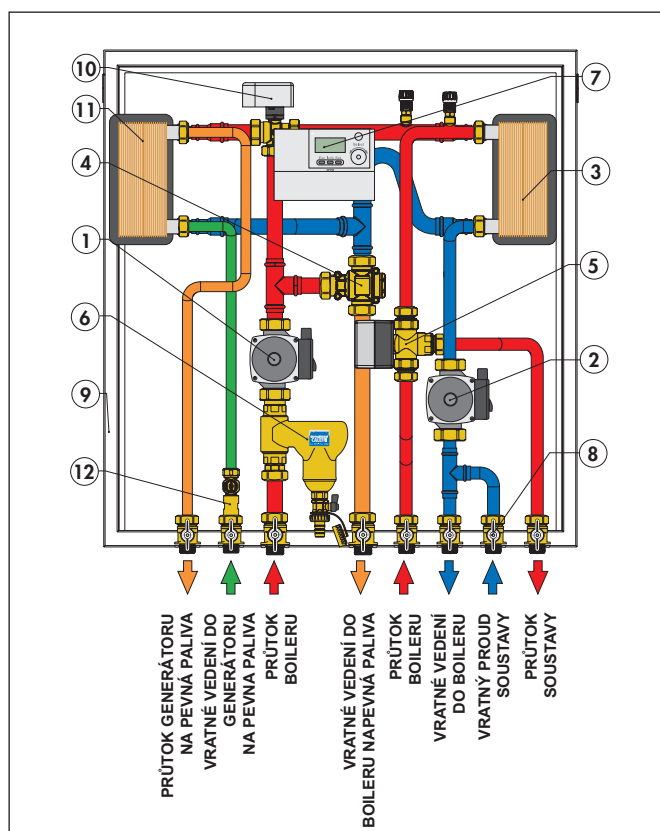 10
7
11
4
3
1
5
6
2
9
8
12
PRŮTOK GENERÁTORU
NA PEVNÁ PALIVA
VRATNÉ VEDENÍ DO
GENERÁTORU
NA PEVNA PALIVA
PRŮTOK
BOILERU
VRATNÉ VEDENÍ DO
BOILERU NAPEVNÁ PALIVA
PRŮTOK
BOILERU
VRATNÉ VEDENÍ
DO BOILERU
VRATNÝ PROUD
SOUSTAVY
PRŮTOK
SOUSTAVY